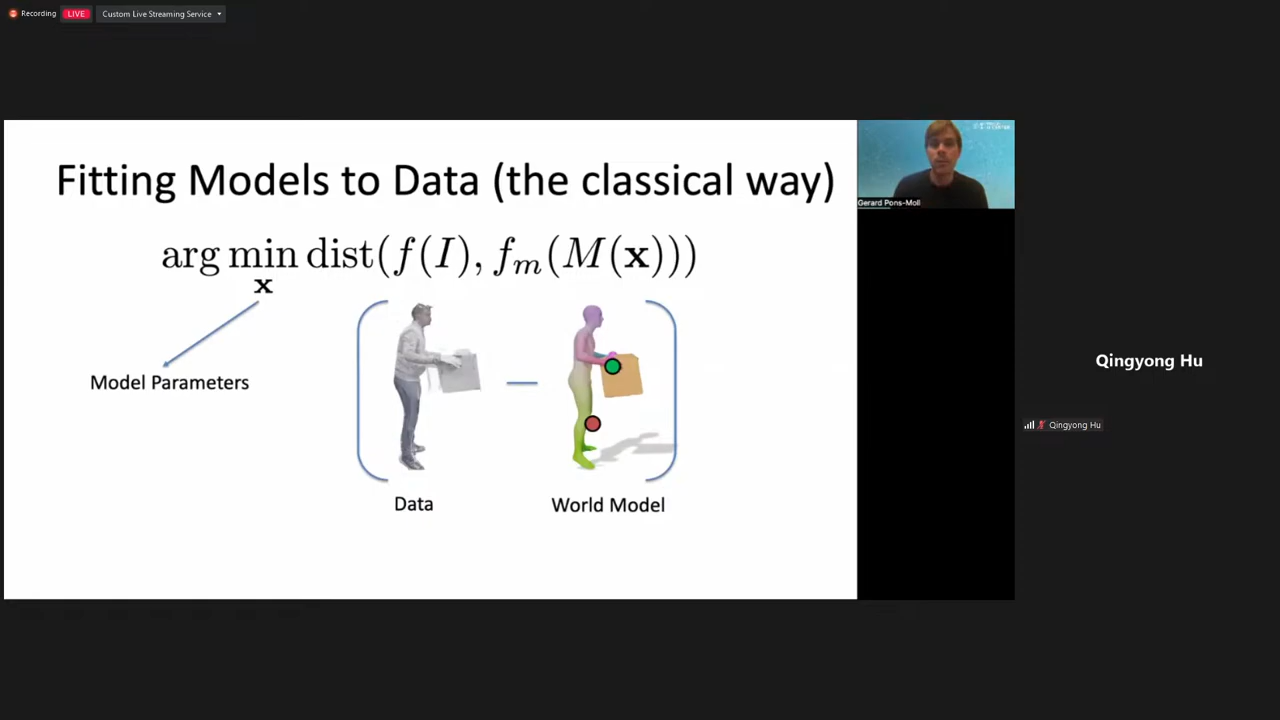 Recording
LIVE
Custom Live Streaming Service
Fitting Models to Data (the classical way)
arg min dist(f(I), f_m(M(x)))
x
Model Parameters
Data
World Model
Gerard Pons-Moll
Qingyong Hu
Qingyong Hu